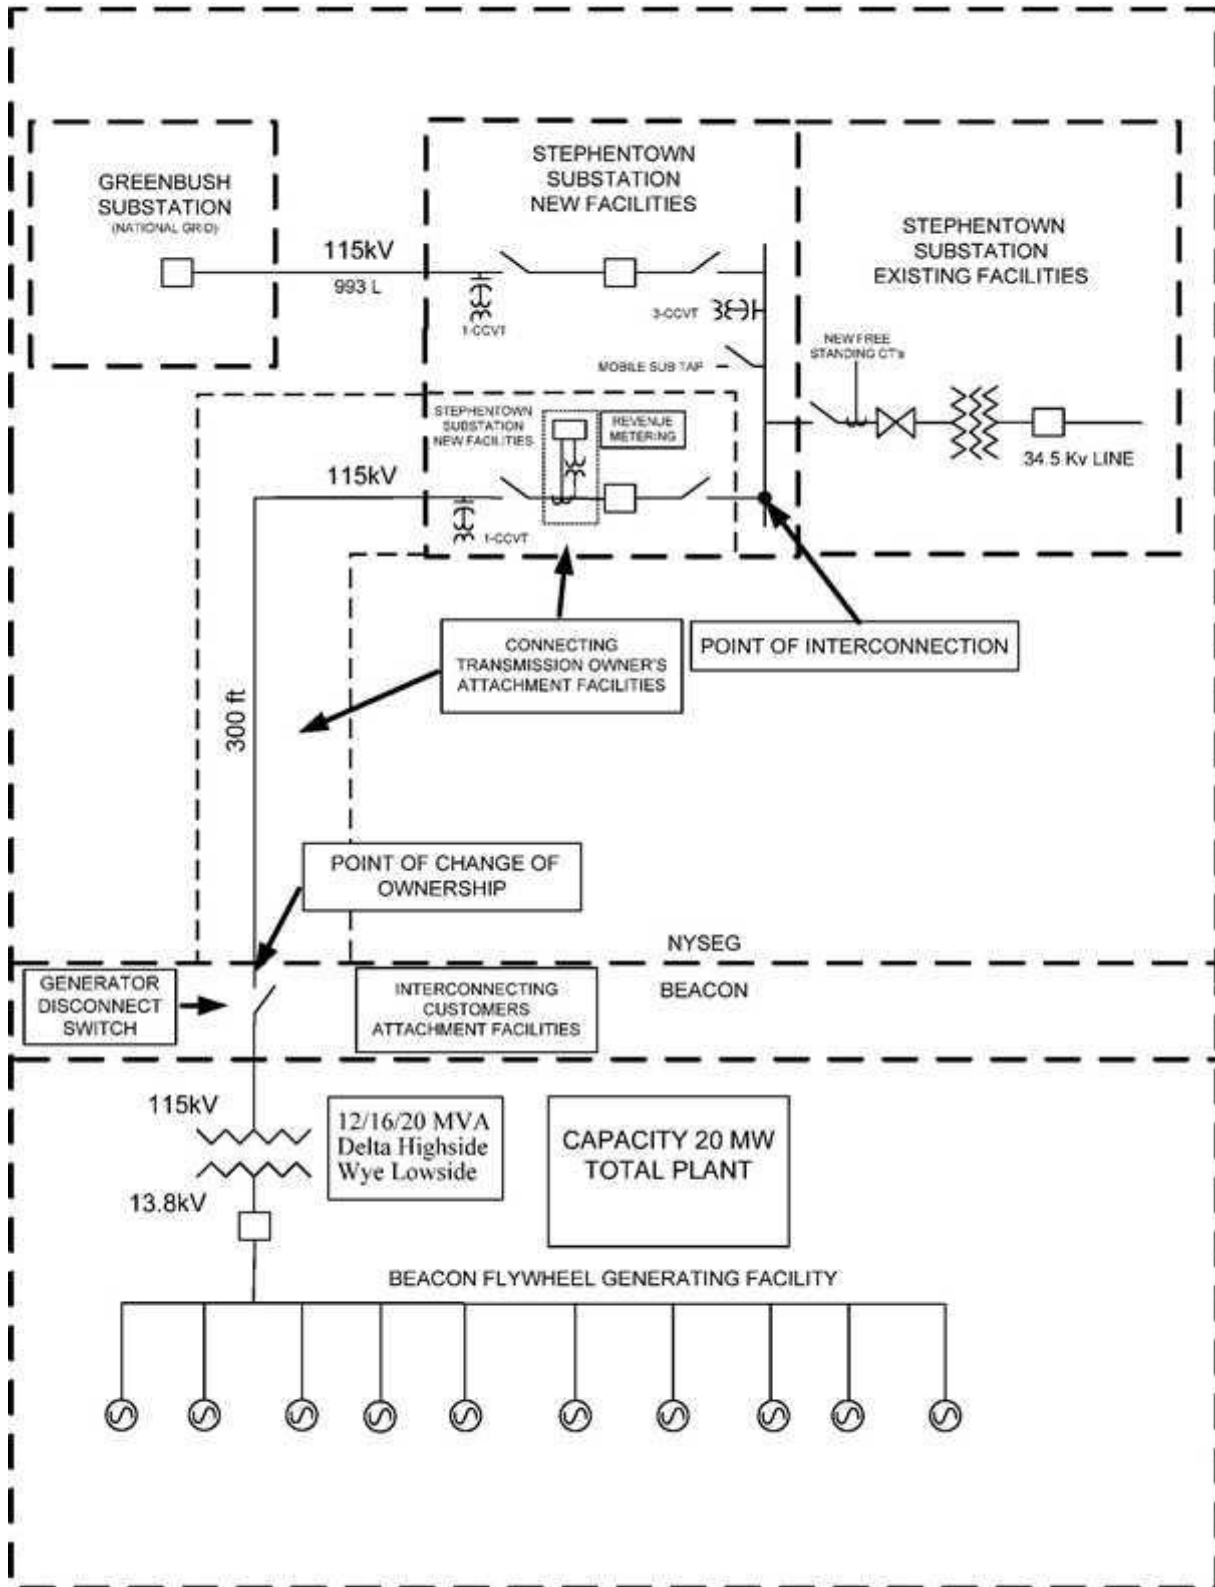 GREENBUSH
SUBSTATION
(NATIONAL GRID)
115kV
993 L
STEPHENTOWN
SUBSTATION
NEW FACILITIES
1-CCVT
3-CCVT
MOBILE SUB TAP
STEPHENTOWN
SUBSTATION
EXISTING FACILITIES
NEW FREE
STANDING CT's
34.5 Kv LINE
STEPHENTOWN
SUBSTATION
NEW FACILITIES
REVENUE
METERING
115kV
1-CCVT
CONNECTING
TRANSMISSION OWNER'S
ATTACHMENT FACILITIES
POINT OF INTERCONNECTION
300 ft
POINT OF CHANGE OF
OWNERSHIP
NYSEG
BEACON
GENERATOR
DISCONNECT
SWITCH
INTERCONNECTING
CUSTOMERS
ATTACHMENT FACILITIES
115kV
12/16/20 MVA
Delta Highside
Wye Lowside
CAPACITY 20 MW
TOTAL PLANT
13.8kV
BEACON FLYWHEEL GENERATING FACILITY